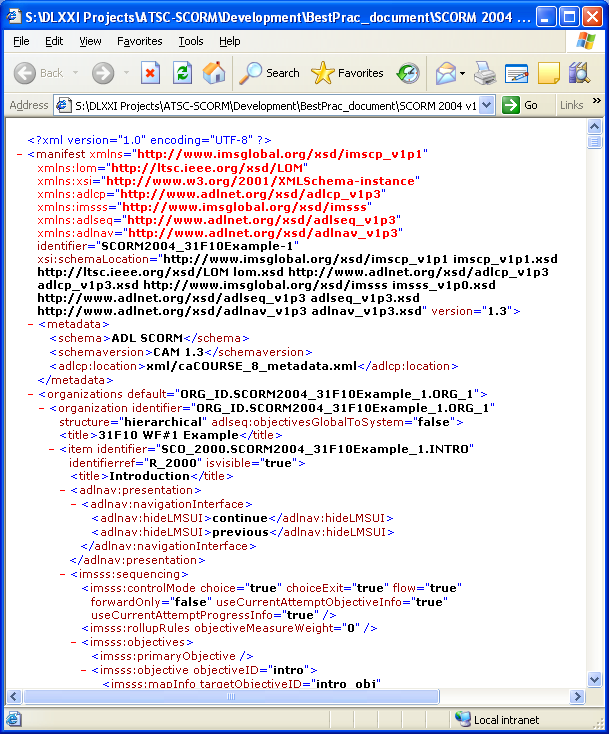 S:\DLXXI Projects\ATSC-SCORM\Development\BestPrac_document\SCORM 2004 ...
File Edit View Favorites Tools Help
Back Search Favorites
Address S:\DLXXI Projects\ATSC-SCORM\Development\BestPrac_document\SCORM 2004 v1 Go Links »
<?xml version="1.0" encoding="UTF-8" ?>
- <manifest xmlns="http://www.imsglobal.org/xsd/imscp_v1p1"
xmlns:lom="http://ltsc.ieee.org/xsd/LOM"
xmlns:xsi="http://www.w3.org/2001/XMLSchema-instance"
xmlns:adlcp="http://www.adlnet.org/xsd/adlcp_v1p3"
xmlns:imsss="http://www.imsglobal.org/xsd/imsss"
xmlns:adlseq="http://www.adlnet.org/xsd/adlseq_v1p3"
xmlns:adlnav="http://www.adlnet.org/xsd/adlnav_v1p3"
identifier="SCORM2004_31F10Example-1"
xsi:schemaLocation="http://www.imsglobal.org/xsd/imscp_v1p1 imscp_v1p1.xsd
http://ltsc.ieee.org/xsd/LOM lom.xsd http://www.adlnet.org/xsd/adlcp_v1p3
adlcp_v1p3.xsd http://www.imsglobal.org/xsd/imsss imsss_v1p0.xsd
http://www.adlnet.org/xsd/adlseq_v1p3 adlseq_v1p3.xsd
http://www.adlnet.org/xsd/adlnav_v1p3 adlnav_v1p3.xsd" version="1.3">
- <metadata>
<schema>ADL SCORM</schema>
<schemaversion>CAM 1.3</schemaversion>
<adlcp:location>xml/caCOURSE_8_metadata.xml</adlcp:location>
</metadata>
- <organizations default="ORG_ID.SCORM2004_31F10Example_1.ORG_1">
- <organization identifier="ORG_ID.SCORM2004_31F10Example_1.ORG_1"
structure="hierarchical" adlseq:objectivesGlobalToSystem="false">
<title>31F10 WF#1 Example</title>
- <item identifier="SCO_2000.SCORM2004_31F10Example_1.INTRO"
identifierref="R_2000" isvisible="true">
<title>Introduction</title>
- <adlnav:presentation>
- <adlnav:navigationInterface>
<adlnav:hideLMSUI>continue</adlnav:hideLMSUI>
<adlnav:hideLMSUI>previous</adlnav:hideLMSUI>
</adlnav:navigationInterface>
</adlnav:presentation>
- <imsss:sequencing>
<imsss:controlMode choice="true" choiceExit="true" flow="true"
forwardOnly="false" useCurrentAttemptObjectiveInfo="true"
useCurrentAttemptProgressInfo="true" />
<imsss:rollupRules objectiveMeasureWeight="0" />
- <imsss:objectives>
<imsss:primaryObjective />
- <imsss:objective objectiveID="intro">
<imsss:mapInfo targetObjectiveID="intro_obj"
Local intranet